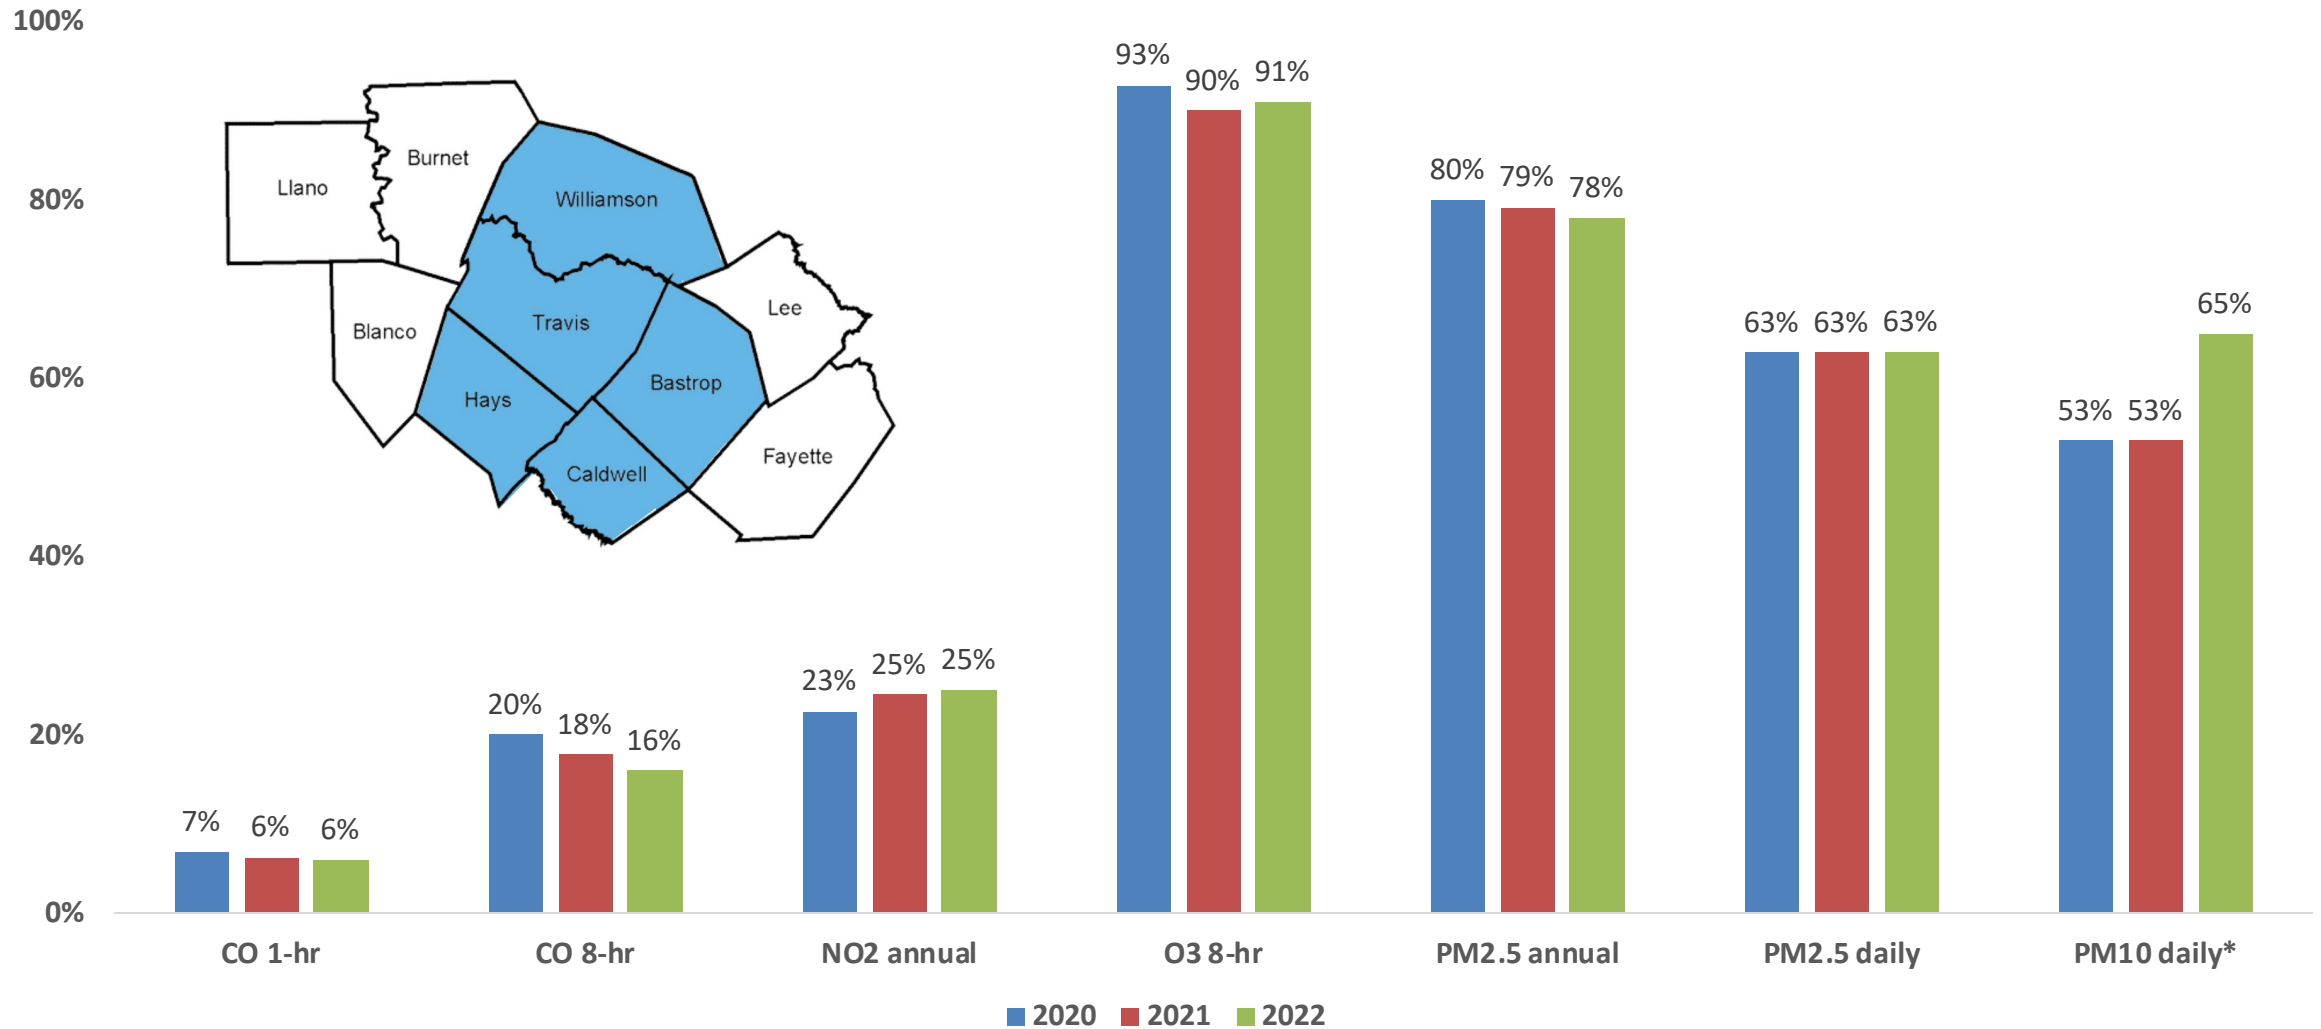 100%
80%
60%
40%
20%
0%
Burnet
Llano
Williamson
Lee
Travis
Blanco
Bastrop
Hays
Fayette
Caldwell
7% 6% 6%
20% 18% 16%
23% 25% 25%
93% 90% 91%
80% 79% 78%
63% 63% 63%
53% 53% 65%
CO 1-hr CO 8-hr NO2 annual O3 8-hr PM2.5 annual PM2.5 daily PM10 daily*
2020 2021 2022